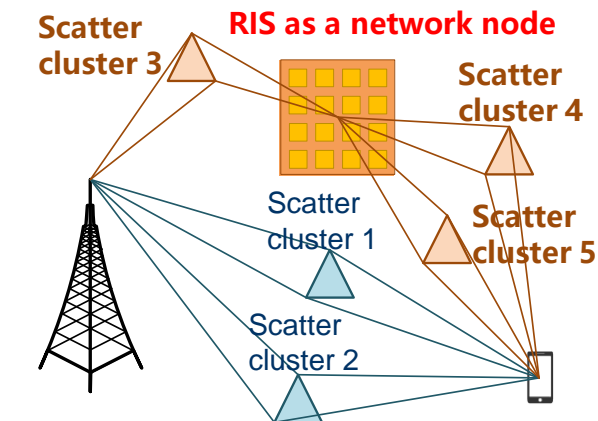 RIS as a network node
Scatter
cluster 3
Scatter
cluster 4
Scatter
cluster 1
Scatter
cluster 5
Scatter
cluster 2